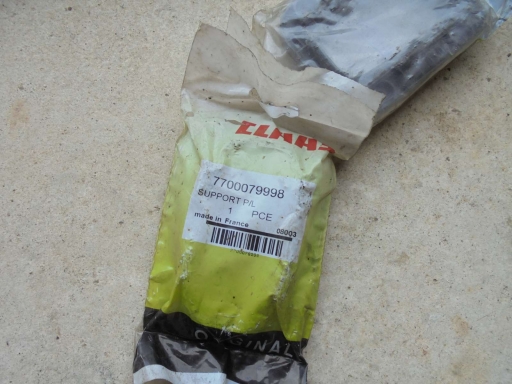 CLAAS
7700079998
SUPPORT P/L
1 PCE
made in France 08003
ORIGINAL